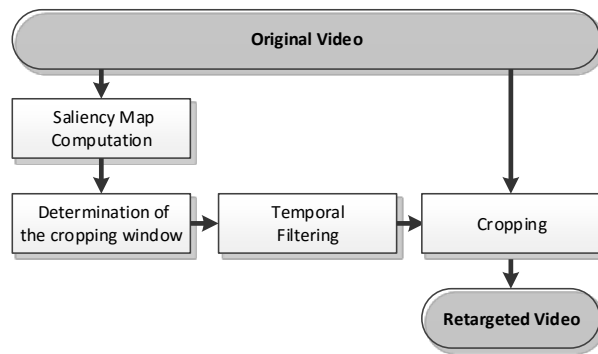 Original Video
Saliency Map
Computation
Determination of
the cropping window
Temporal
Filtering
Cropping
Retargeted Video